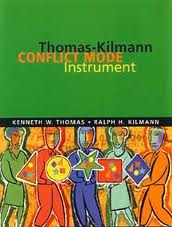 Thomas-Kilmann
CONFLICT MODE
Instrument
KENNETH W. THOMAS • RALPH H. KILMANN